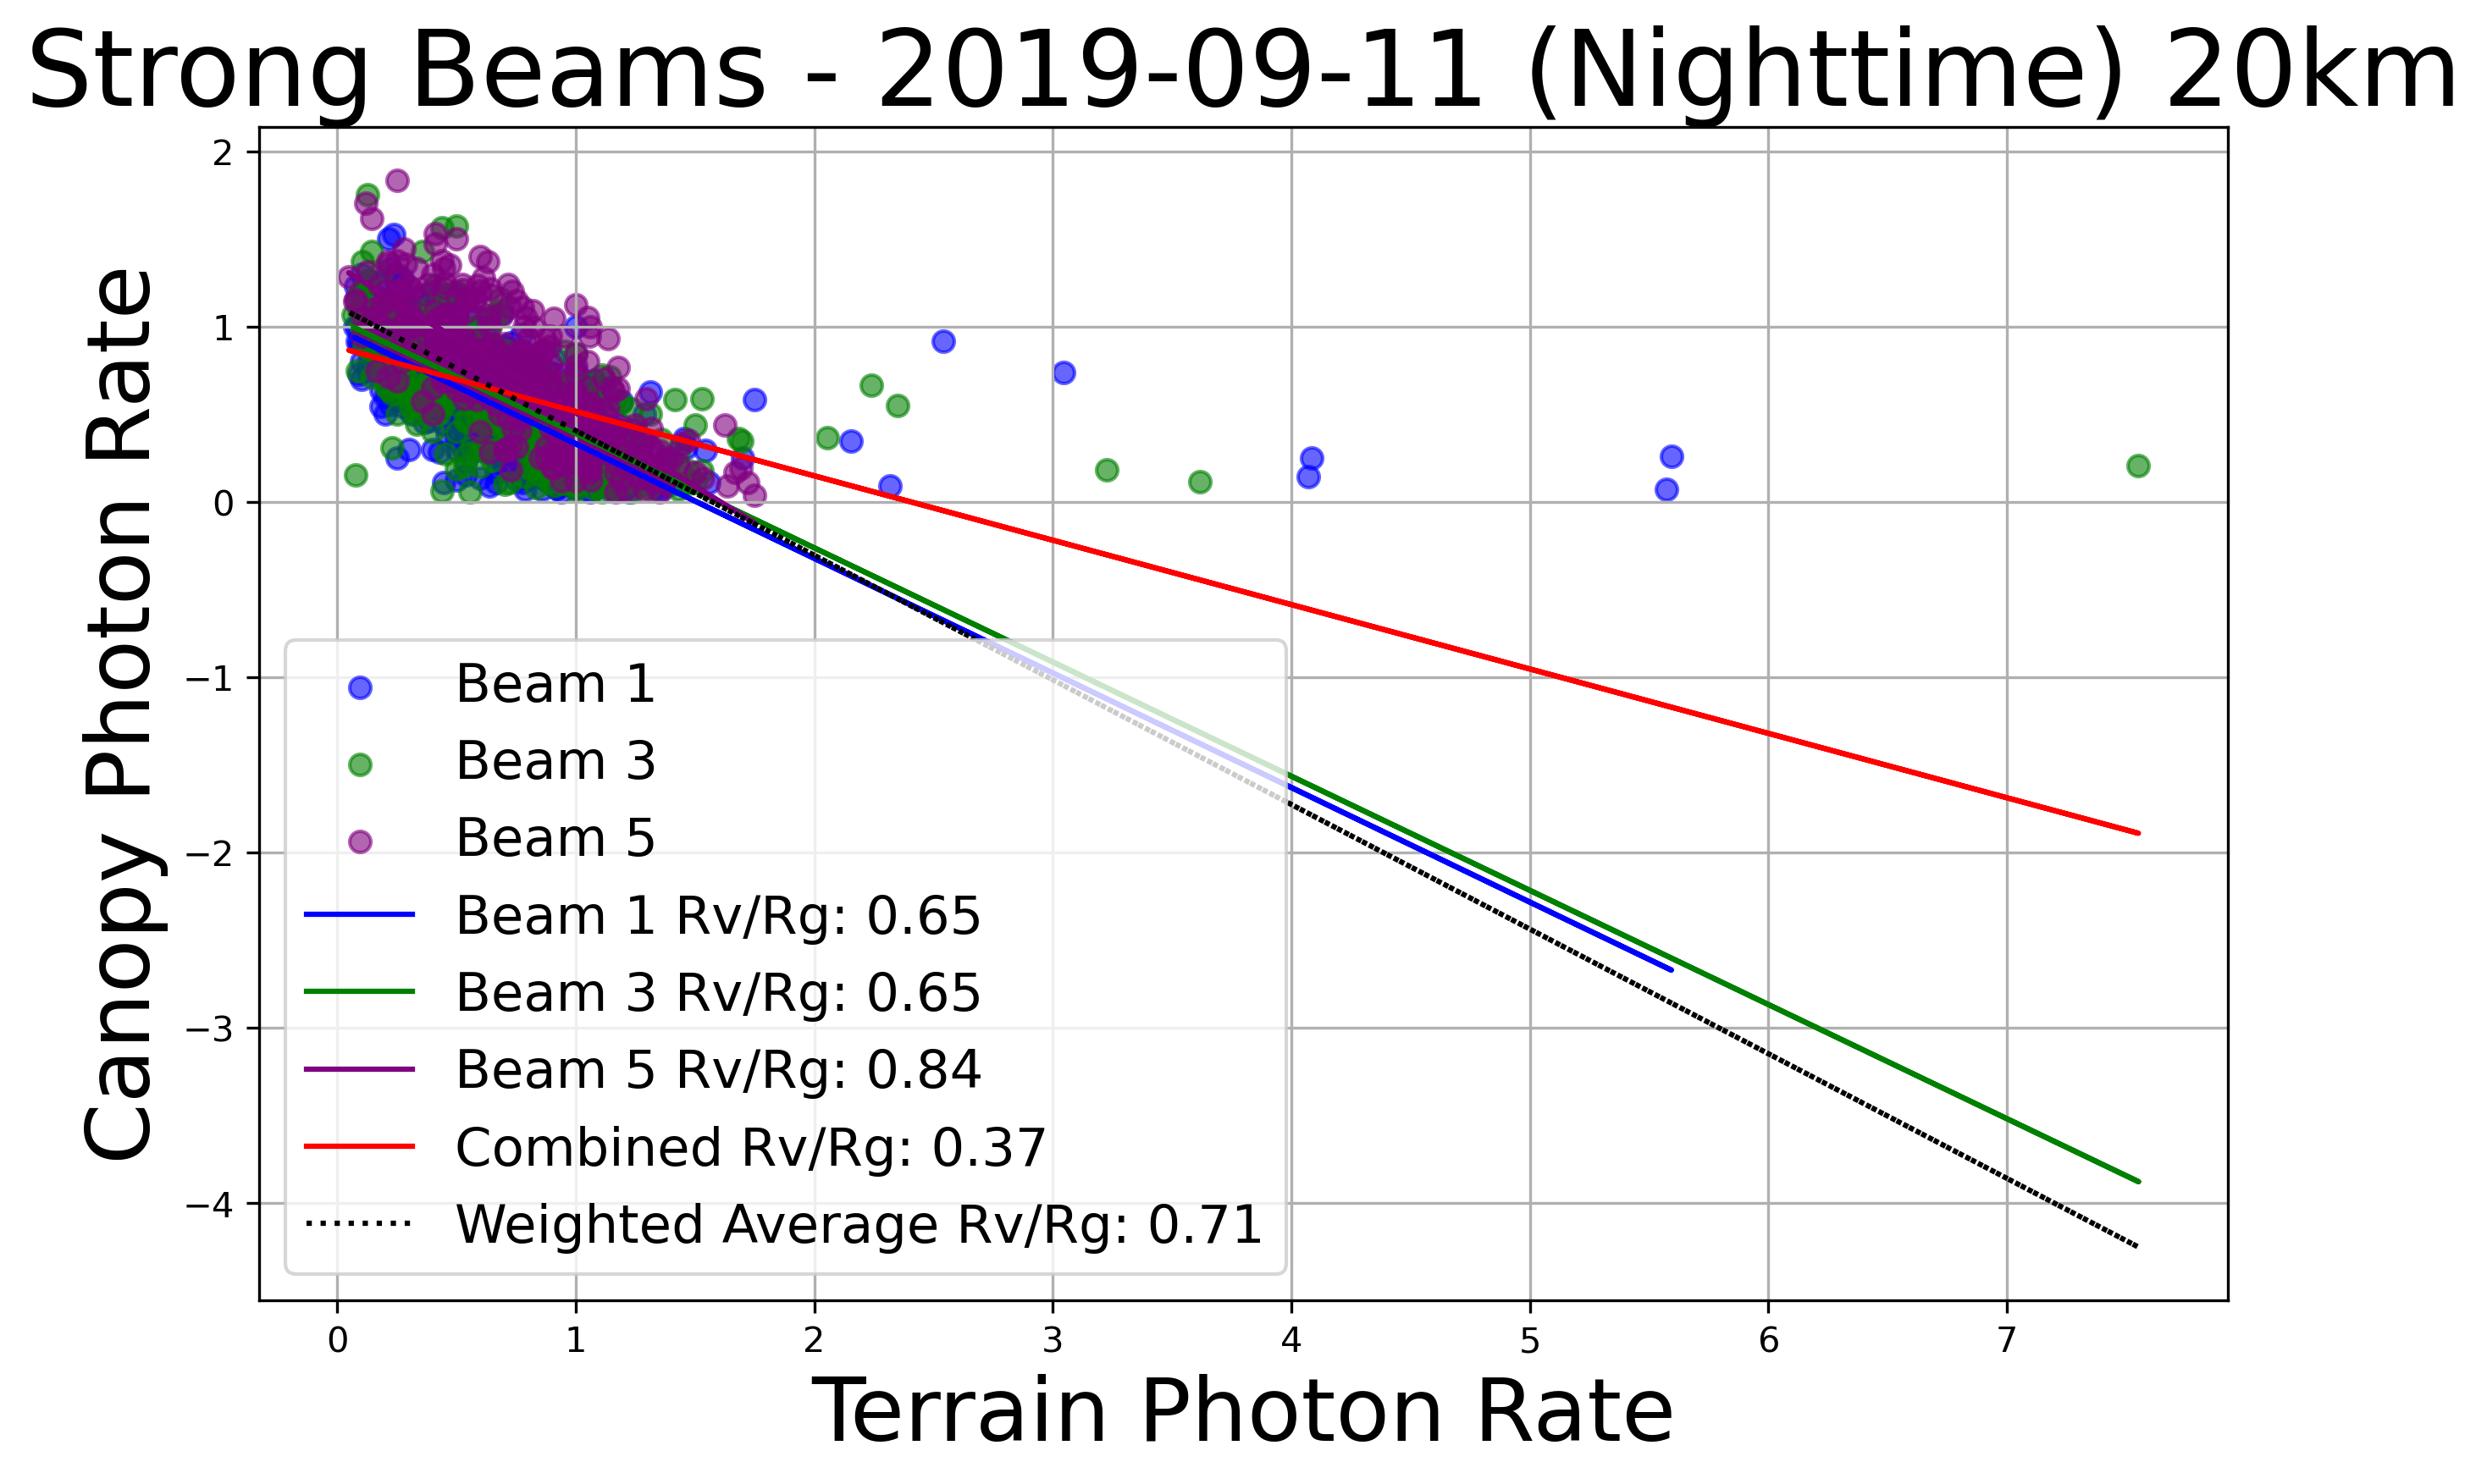 Strong Beams - 2019-09-11 (Nighttime) 20km
Canopy Photon Rate
2
1
0
−1
−2
−3
−4
Beam 1
Beam 3
Beam 5
Beam 1 Rv/Rg: 0.65
Beam 3 Rv/Rg: 0.65
Beam 5 Rv/Rg: 0.84
Combined Rv/Rg: 0.37
Weighted Average Rv/Rg: 0.71
0 1 2 3 4 5 6 7
Terrain Photon Rate